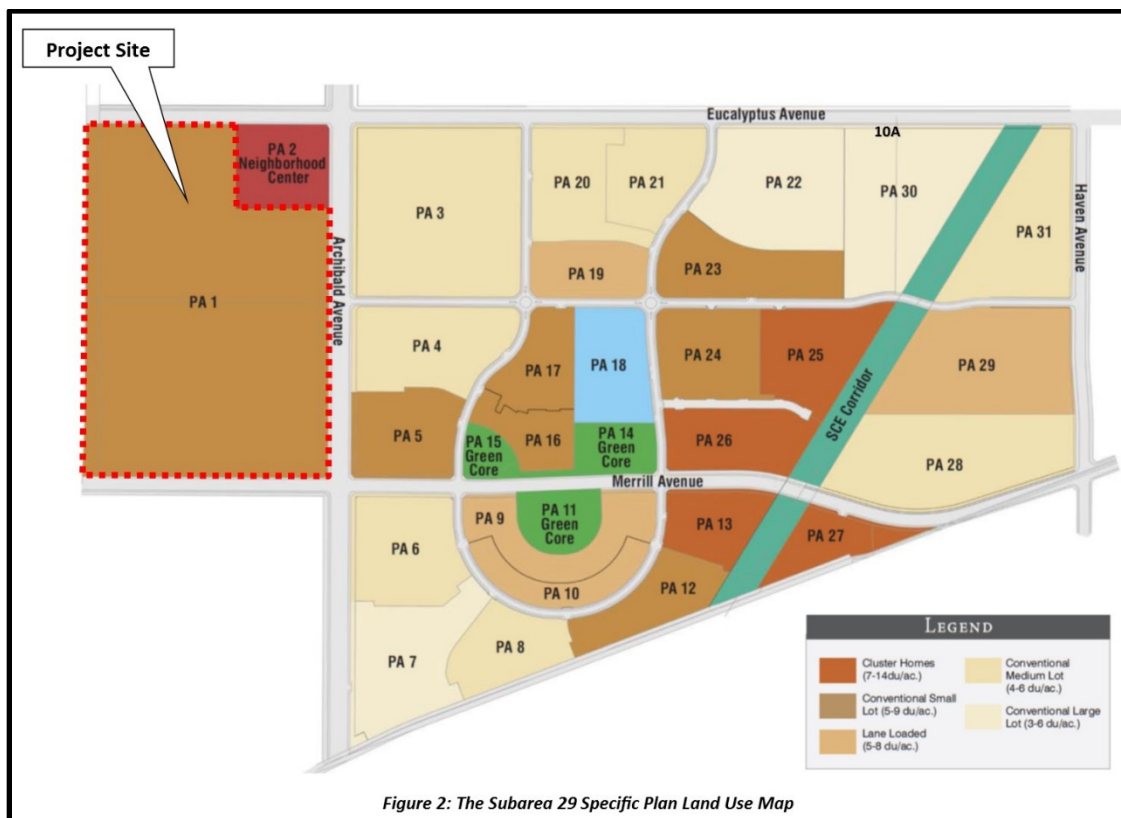 Project Site
Eucalyptus Avenue
10A
PA 2
Neighborhood
Center
PA 20
PA 21
PA 22
PA 30
PA 3
PA 31
Haven Avenue
PA 19
PA 23
PA 1
Archibald Avenue
PA 4
PA 17
PA 18
PA 24
PA 25
PA 29
SCE Corridor
PA 5
PA 15
Green
Core
PA 16
PA 14
Green
Core
PA 26
PA 28
Merrill Avenue
PA 9
PA 11
Green
Core
PA 13
PA 27
PA 6
PA 10
PA 12
PA 7
PA 8
LEGEND
Cluster Homes
(7-14du/ac.)
Conventional Small
Lot (5-9 du/ac.)
Lane Loaded
(5-8 du/ac.)
Conventional
Medium Lot
(4-6 du/ac.)
Conventional Large
Lot (3-6 du/ac.)
Figure 2: The Subarea 29 Specific Plan Land Use Map